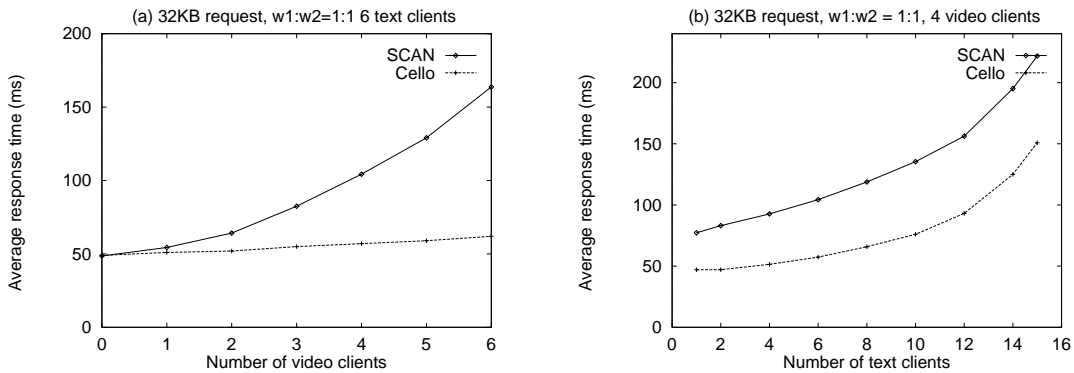 (a) 32KB request, w1:w2=1:1 6 text clients
SCAN
Cello
Average response time (ms)
200
150
100
50
0
0 1 2 3 4 5 6
Number of video clients
(b) 32KB request, w1:w2 = 1:1, 4 video clients
SCAN
Cello
Average response time (ms)
200
150
100
50
0
0 2 4 6 8 10 12 14 16
Number of text clients